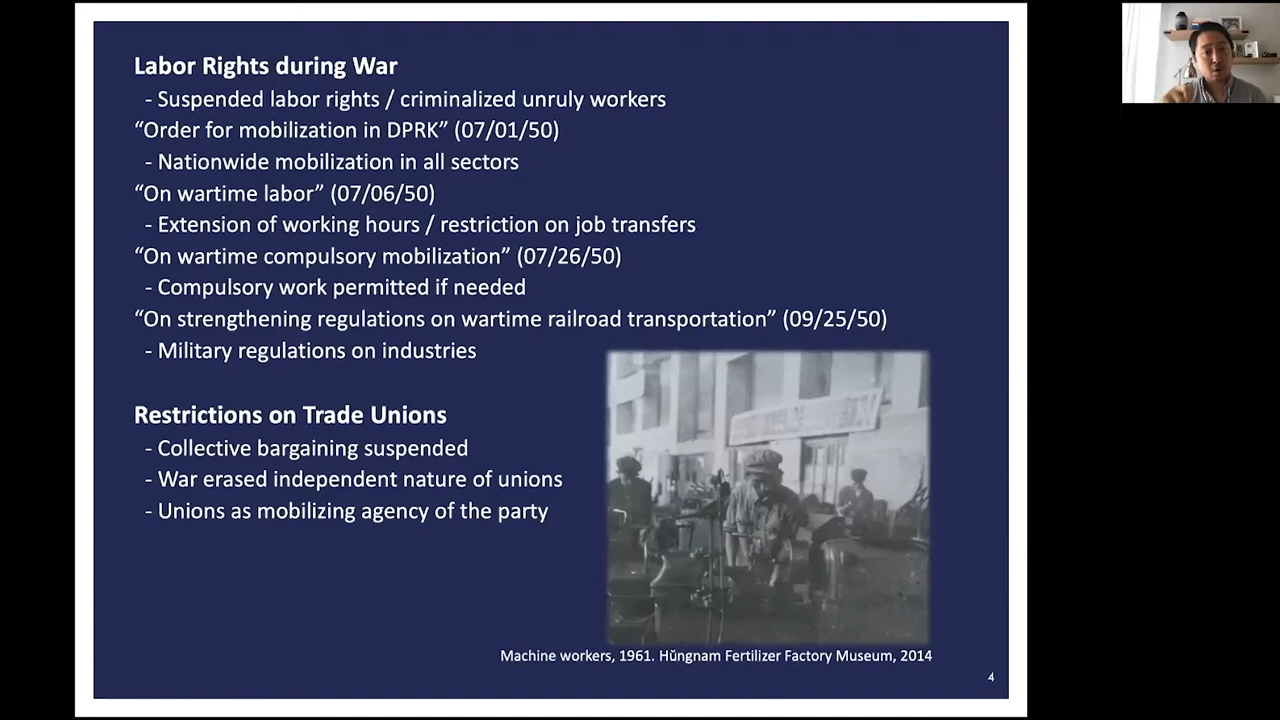 Labor Rights during War
- Suspended labor rights / criminalized unruly workers
“Order for mobilization in DPRK” (07/01/50)
- Nationwide mobilization in all sectors
“On wartime labor” (07/06/50)
- Extension of working hours / restriction on job transfers
“On wartime compulsory mobilization” (07/26/50)
- Compulsory work permitted if needed
“On strengthening regulations on wartime railroad transportation” (09/25/50)
- Military regulations on industries
Restrictions on Trade Unions
- Collective bargaining suspended
- War erased independent nature of unions
- Unions as mobilizing agency of the party
Machine workers, 1961. Hŭngnam Fertilizer Factory Museum, 2014
4